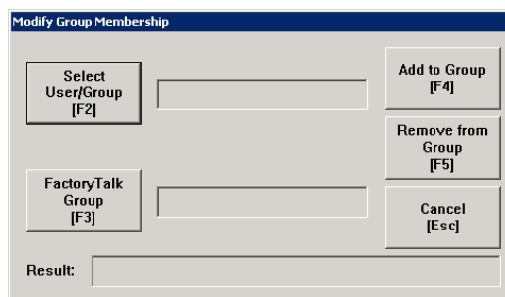 Modify Group Membership
Select
User/Group
[F2]
Add to Group
[F4]
Remove from
Group
[F5]
FactoryTalk
Group
[F3]
Cancel
[Esc]
Result: